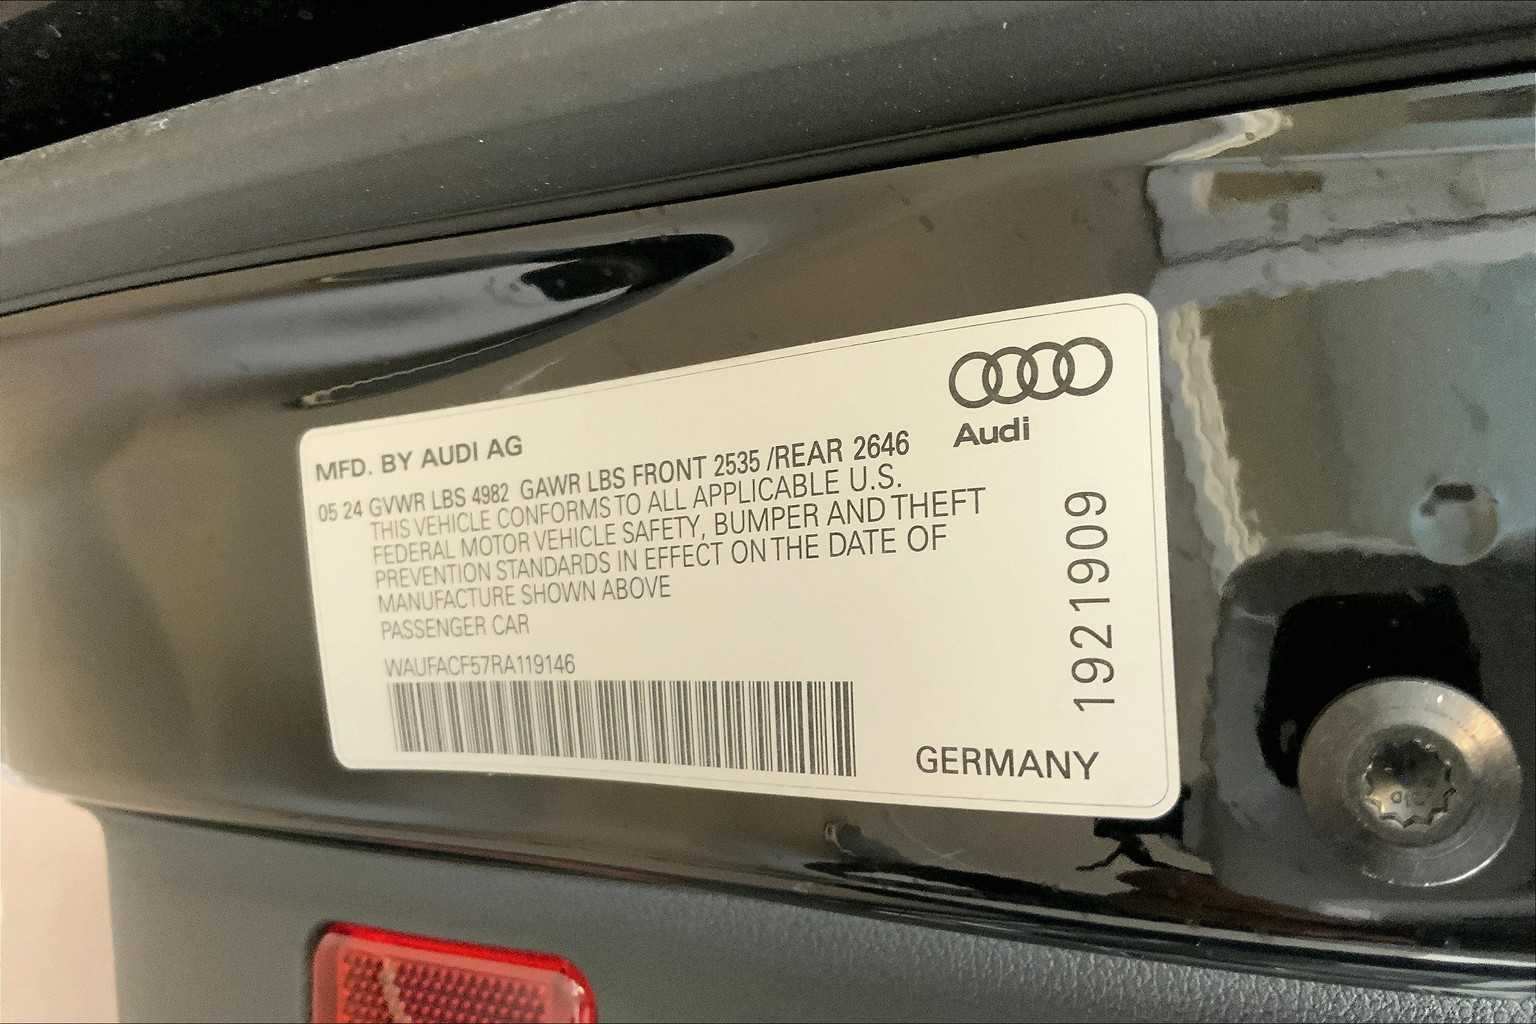 Audi
MFD. BY AUDI AG
05 24 GVWR LBS 4982 GAWR LBS FRONT 2535 /REAR 2646
THIS VEHICLE CONFORMS TO ALL APPLICABLE U.S.
FEDERAL MOTOR VEHICLE SAFETY, BUMPER AND THEFT
PREVENTION STANDARDS IN EFFECT ON THE DATE OF
MANUFACTURE SHOWN ABOVE
PASSENGER CAR
WAUFACF57RA119146
1921909
GERMANY